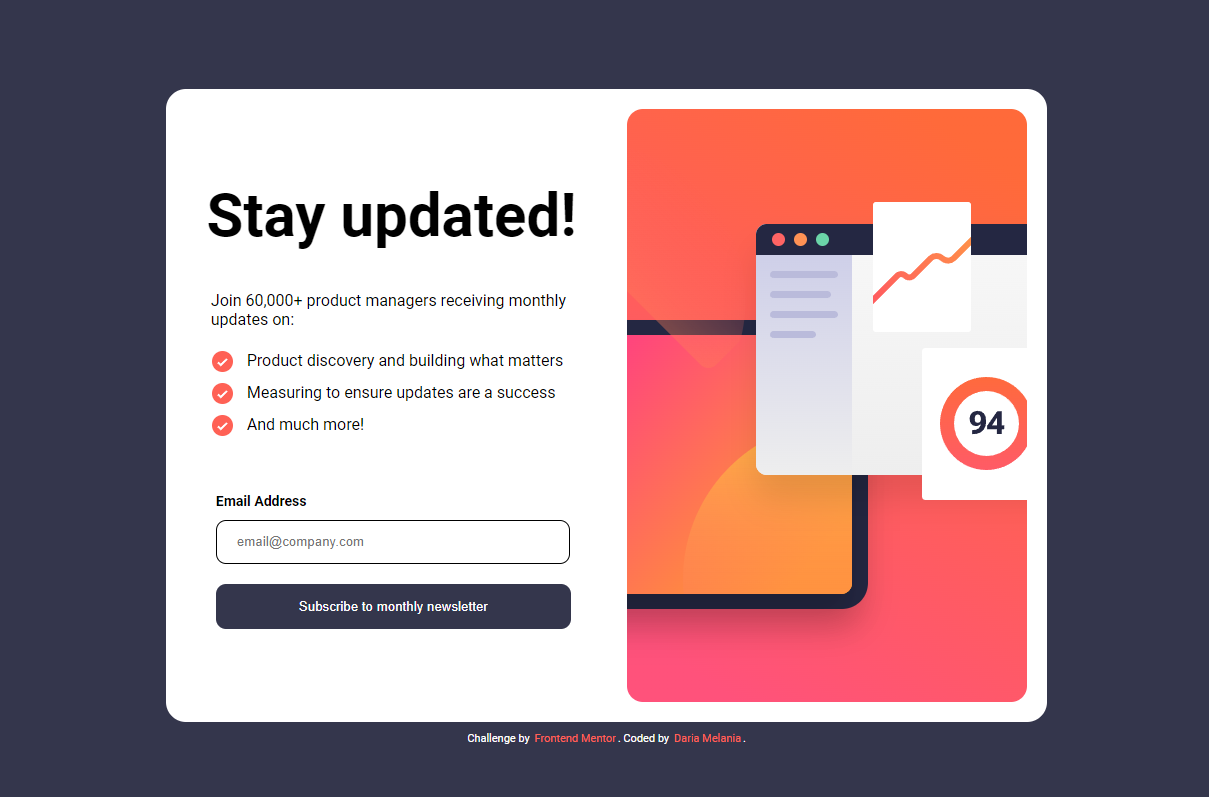 Stay updated!
Join 60,000+ product managers receiving monthly
updates on:
Product discovery and building what matters
Measuring to ensure updates are a success
And much more!
Email Address
email@company.com
Subscribe to monthly newsletter
94
Challenge by Frontend Mentor. Coded by Daria Melania.